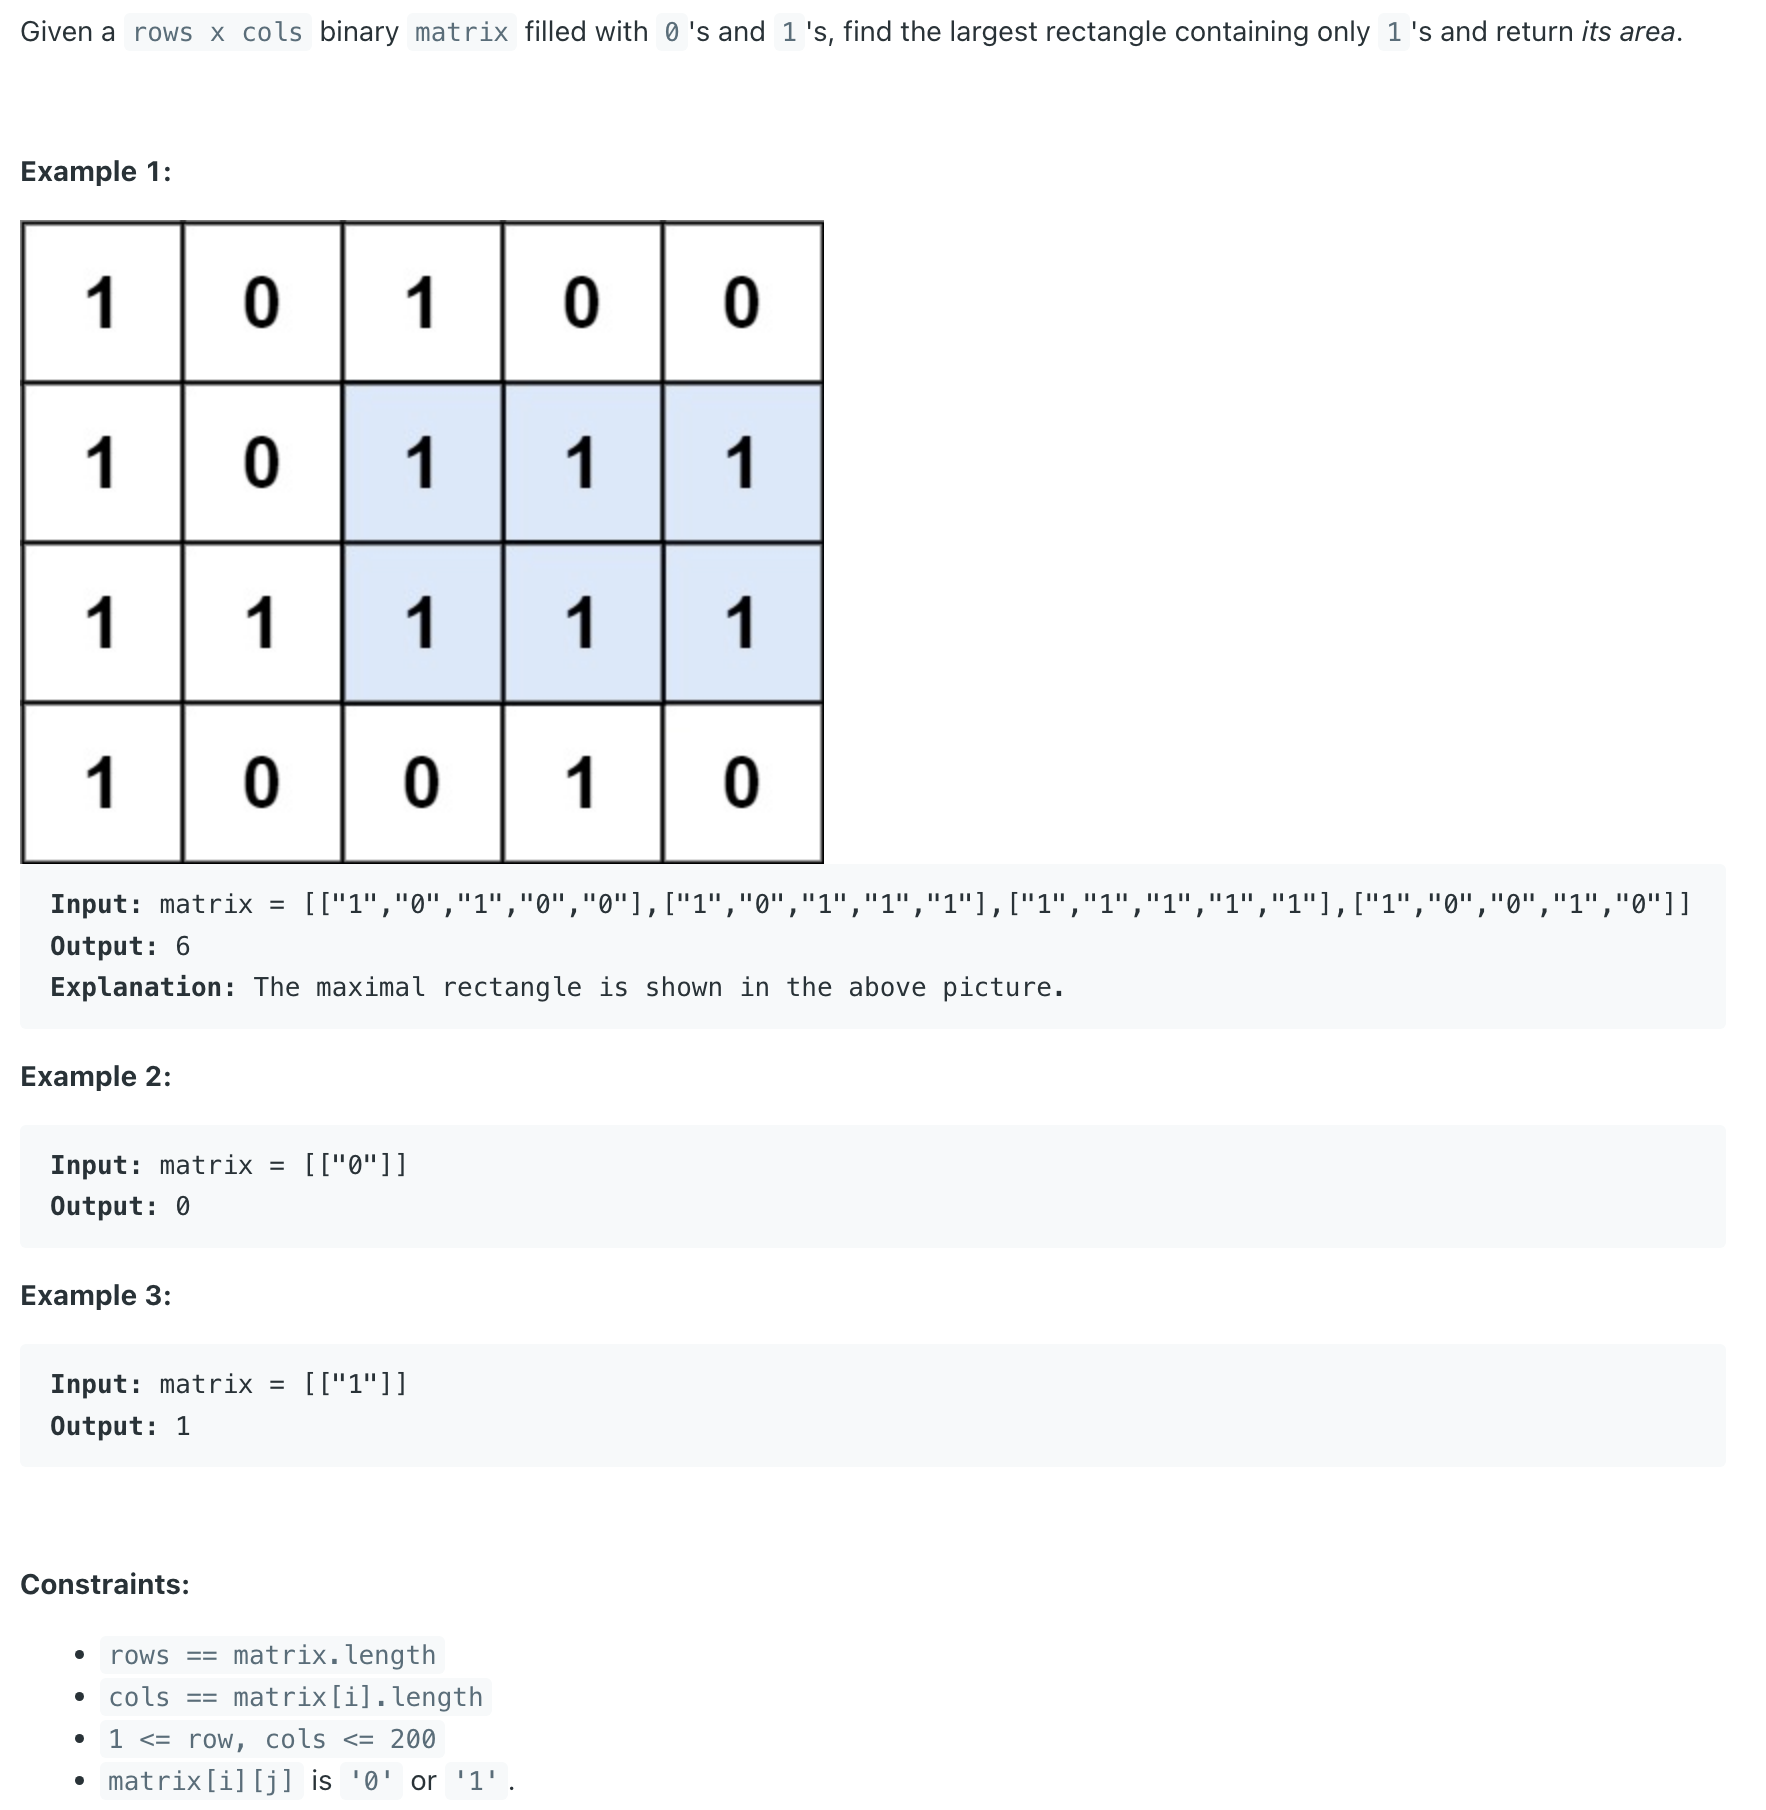 Given a rows x cols binary matrix filled with 0's and 1's, find the largest rectangle containing only 1's and return its area.
Example 1:
1 0 1 0 0
1 0 1 1 1
1 1 1 1 1
1 0 0 1 0
Input: matrix = [["1","0","1","0","0"],["1","0","1","1","1"],["1","1","1","1","1"],["1","0","0","1","0"]]
Output: 6
Explanation: The maximal rectangle is shown in the above picture.
Example 2:
Input: matrix = [["0"]]
Output: 0
Example 3:
Input: matrix = [["1"]]
Output: 1
Constraints:
• rows == matrix.length
• cols == matrix[i].length
• 1 <= row, cols <= 200
• matrix[i][j] is '0' or '1'.